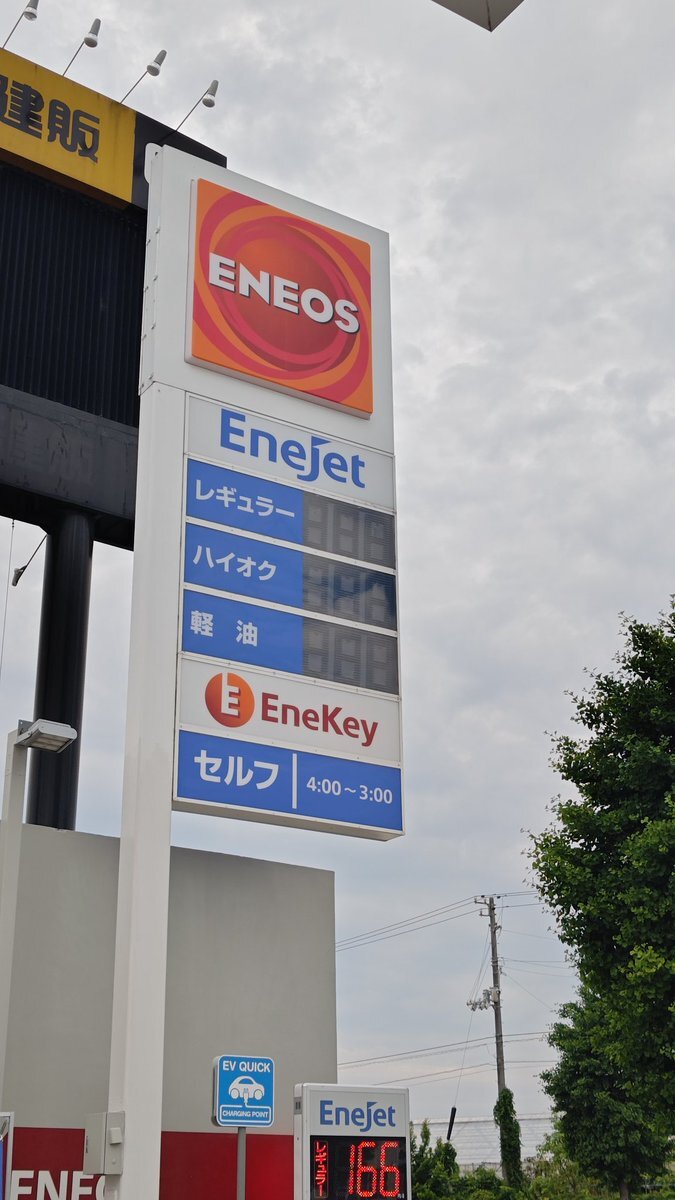 建販
ENEOS
EneJet
レギュラー
ハイオク
軽油
E EneKey
セルフ 4:00～3:00
EV QUICK
CHARGING POINT
EneJet
レギュラー 166
ENE